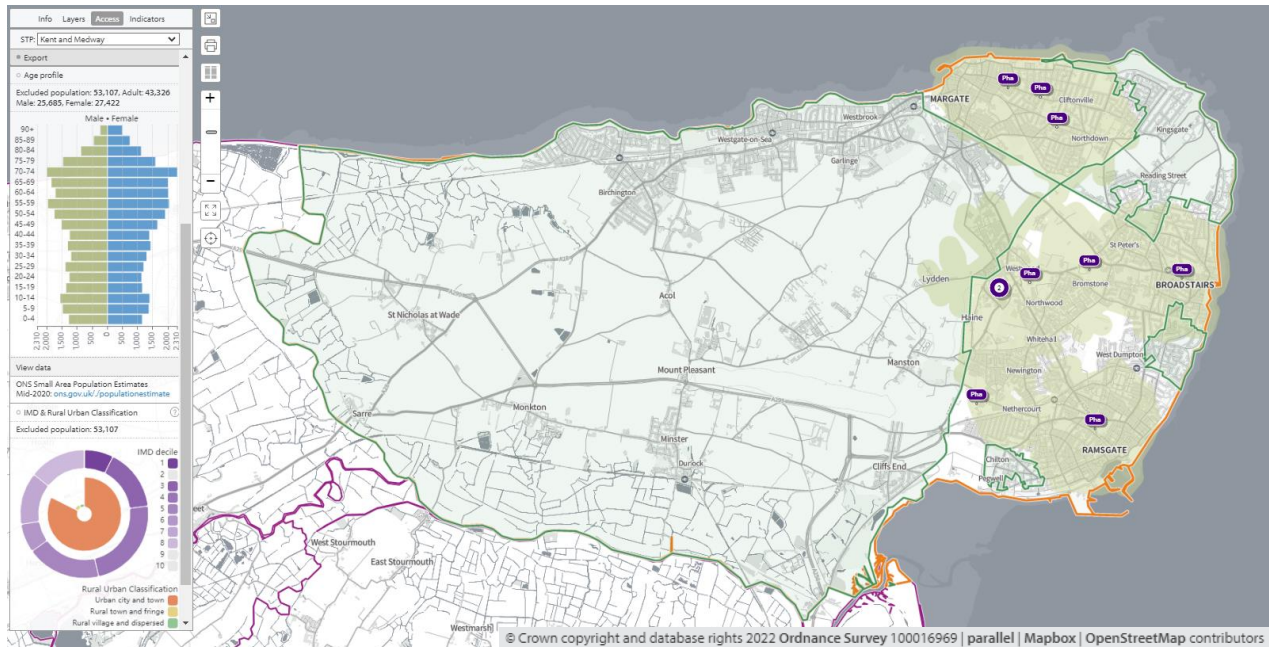 Info Layers Access Indicators
STP: Kent and Medway
Export
Age profile
Excluded population: 53,107, Adult: 43,326
Male: 25,685, Female: 27,422
Male • Female
90+
85-89
80-84
75-79
70-74
65-69
60-64
55-59
50-54
45-49
40-44
35-39
30-34
25-29
20-24
15-19
10-14
5-9
0-4
2,310 2,000 1,500 1,000 500 0 500 1,000 1,500 2,000 2,310
View data
ONS Small Area Population Estimates
Mid-2020: ons.gov.uk/./populationestimate
IMD & Rural Urban Classification ?
Excluded population: 53,107
IMD decile
1
2
3
4
5
6
7
8
9
10
Rural Urban Classification
Urban city and town
Rural town and fringe
Rural village and dispersed
+
-
MARGATE
Pha
Pha
Cliftonville
Pha
Northdown
Kingsgate
Westbrook
Westgate-on-Sea
Garlinge
Reading Street
Birchington
St Peter's
Pha
Pha
Pha
West
Bromstone
BROADSTAIRS
Lydden
2
Northwood
Acol
St Nicholas at Wade
Haine
Whitehall
West Dumpton
Manston
Mount Pleasant
Newington
Pha
Nethercourt
Pha
Monkton
Sarre
RAMSGATE
Minster
Chilton
Durlock
Cliffs End
Pegwell
eet
West Stourmouth
East Stourmouth
Westmarsh
© Crown copyright and database rights 2022 Ordnance Survey 100016969 | parallel | Mapbox | OpenStreetMap contributors